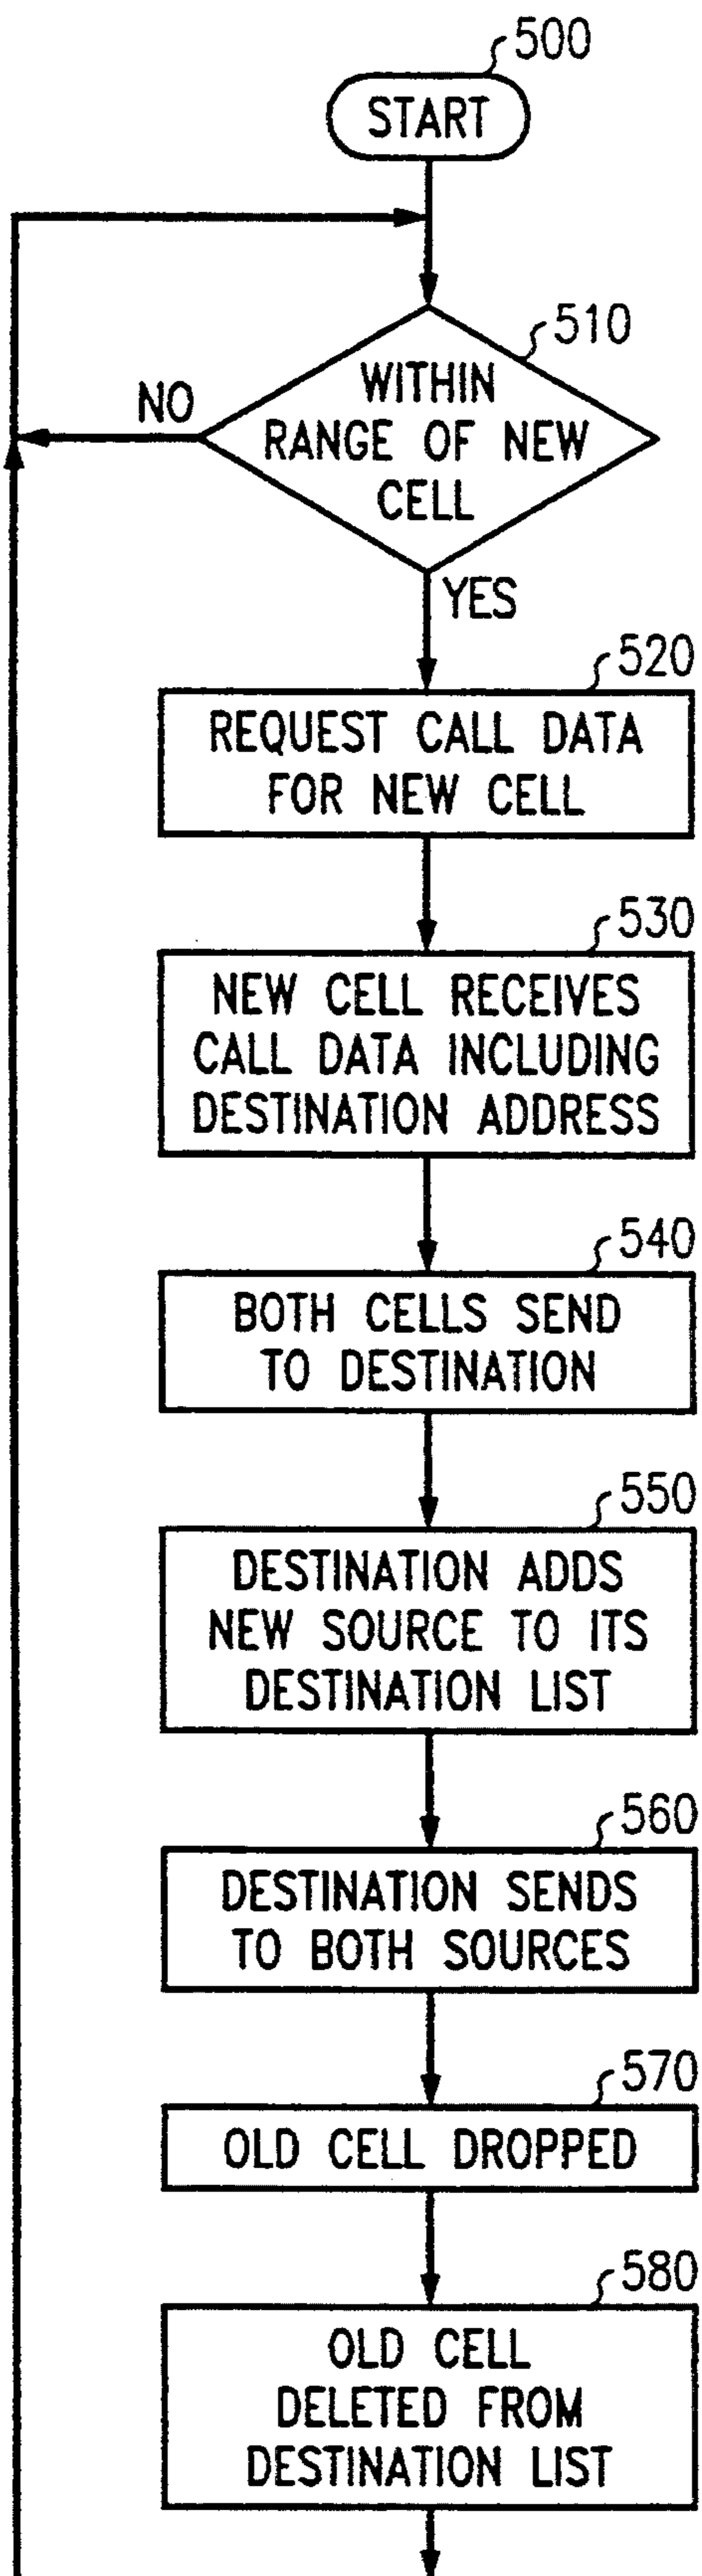 500
START
510
WITHIN
RANGE OF NEW
CELL
NO
YES
520
REQUEST CALL DATA
FOR NEW CELL
530
NEW CELL RECEIVES
CALL DATA INCLUDING
DESTINATION ADDRESS
540
BOTH CELLS SEND
TO DESTINATION
550
DESTINATION ADDS
NEW SOURCE TO ITS
DESTINATION LIST
560
DESTINATION SENDS
TO BOTH SOURCES
570
OLD CELL DROPPED
580
OLD CELL
DELETED FROM
DESTINATION LIST